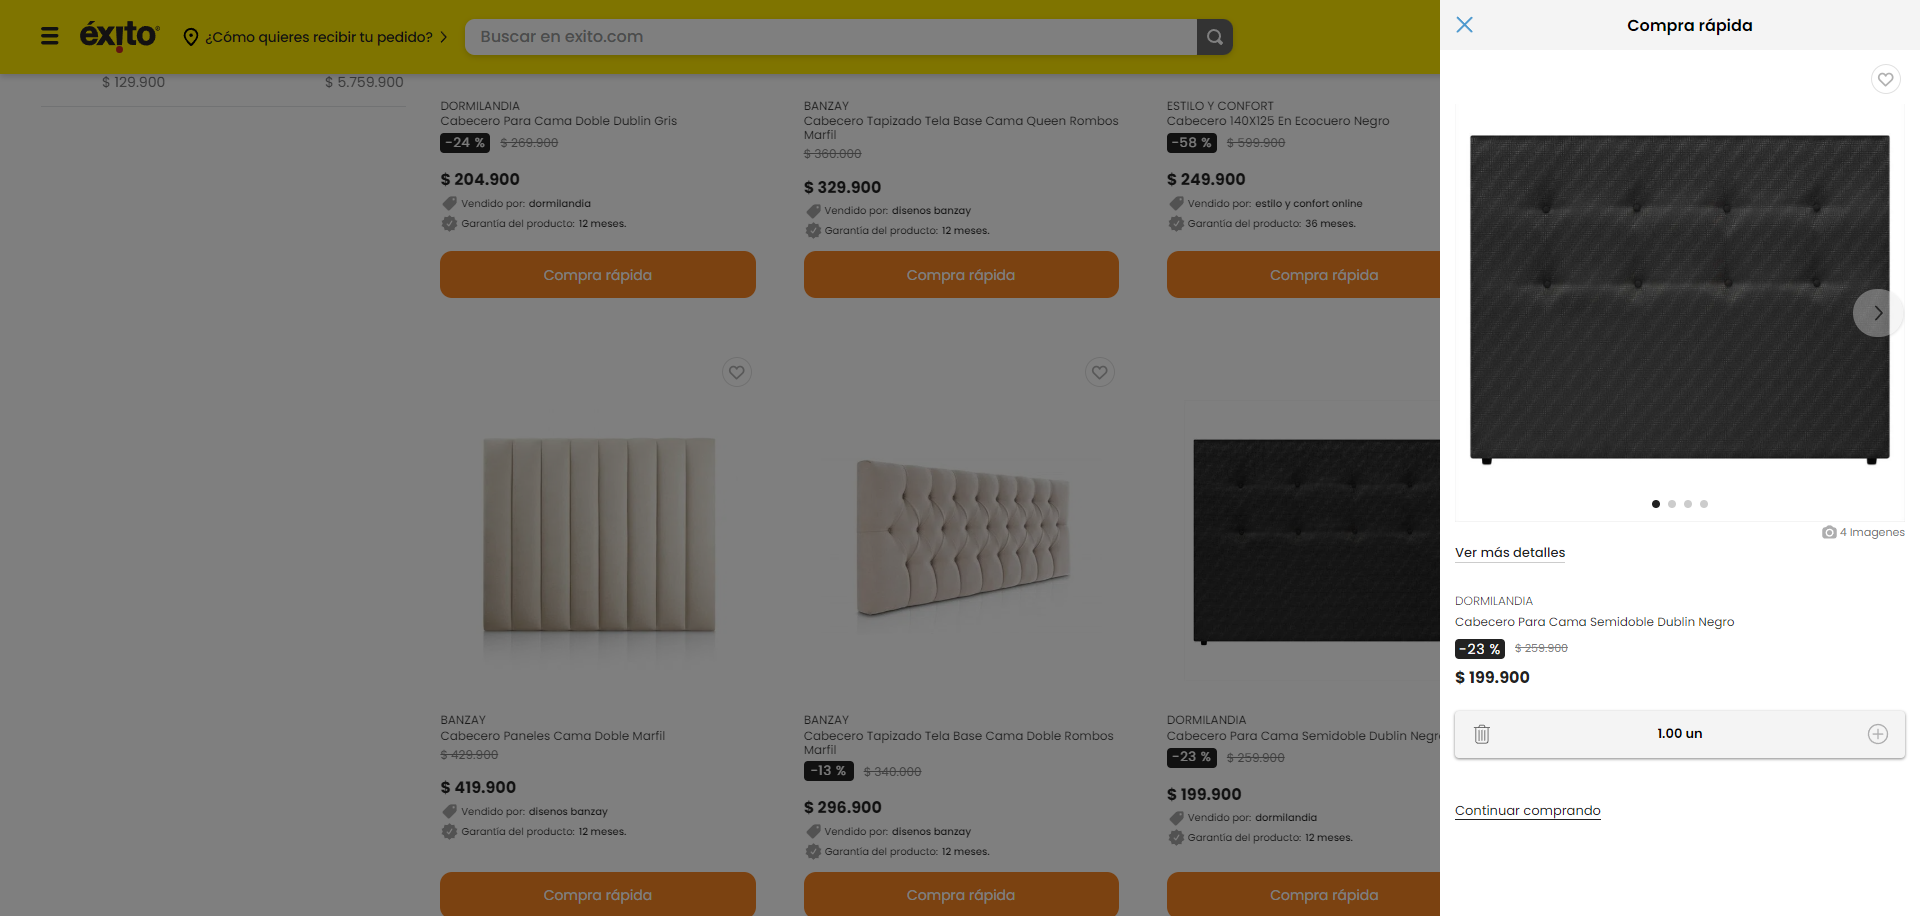 éxito
¿Cómo quieres recibir tu pedido?
Buscar en exito.com
$ 129.900
$ 5.759.900
DORMILANDIA
Cabecero Para Cama Doble Dublin Gris
-24 % $ 269.900
$ 204.900
Vendido por: dormilandia
Garantía del producto: 12 meses.
Compra rápida
BANZAY
Cabecero Tapizado Tela Base Cama Queen Rombos
Marfil
$ 360.000
$ 329.900
Vendido por: disenos banzay
Garantía del producto: 12 meses.
Compra rápida
ESTILO Y CONFORT
Cabecero 140X125 En Ecocuero Negro
-58 % $ 599.900
$ 249.900
Vendido por: estilo y confort online
Garantía del producto: 36 meses.
Compra rápida
BANZAY
Cabecero Paneles Cama Doble Marfil
$ 429.900
$ 419.900
Vendido por: disenos banzay
Garantía del producto: 12 meses.
Compra rápida
BANZAY
Cabecero Tapizado Tela Base Cama Doble Rombos
Marfil
-13 % $ 340.000
$ 296.900
Vendido por: disenos banzay
Garantía del producto: 12 meses.
Compra rápida
DORMILANDIA
Cabecero Para Cama Semidoble Dublin Negr
-23 % $ 259.900
$ 199.900
Vendido por: dormilandia
Garantía del producto: 12 meses.
Compra rápida
Compra rápida
4 Imagenes
Ver más detalles
DORMILANDIA
Cabecero Para Cama Semidoble Dublin Negro
-23 % $ 259.900
$ 199.900
1.00 un
Continuar comprando